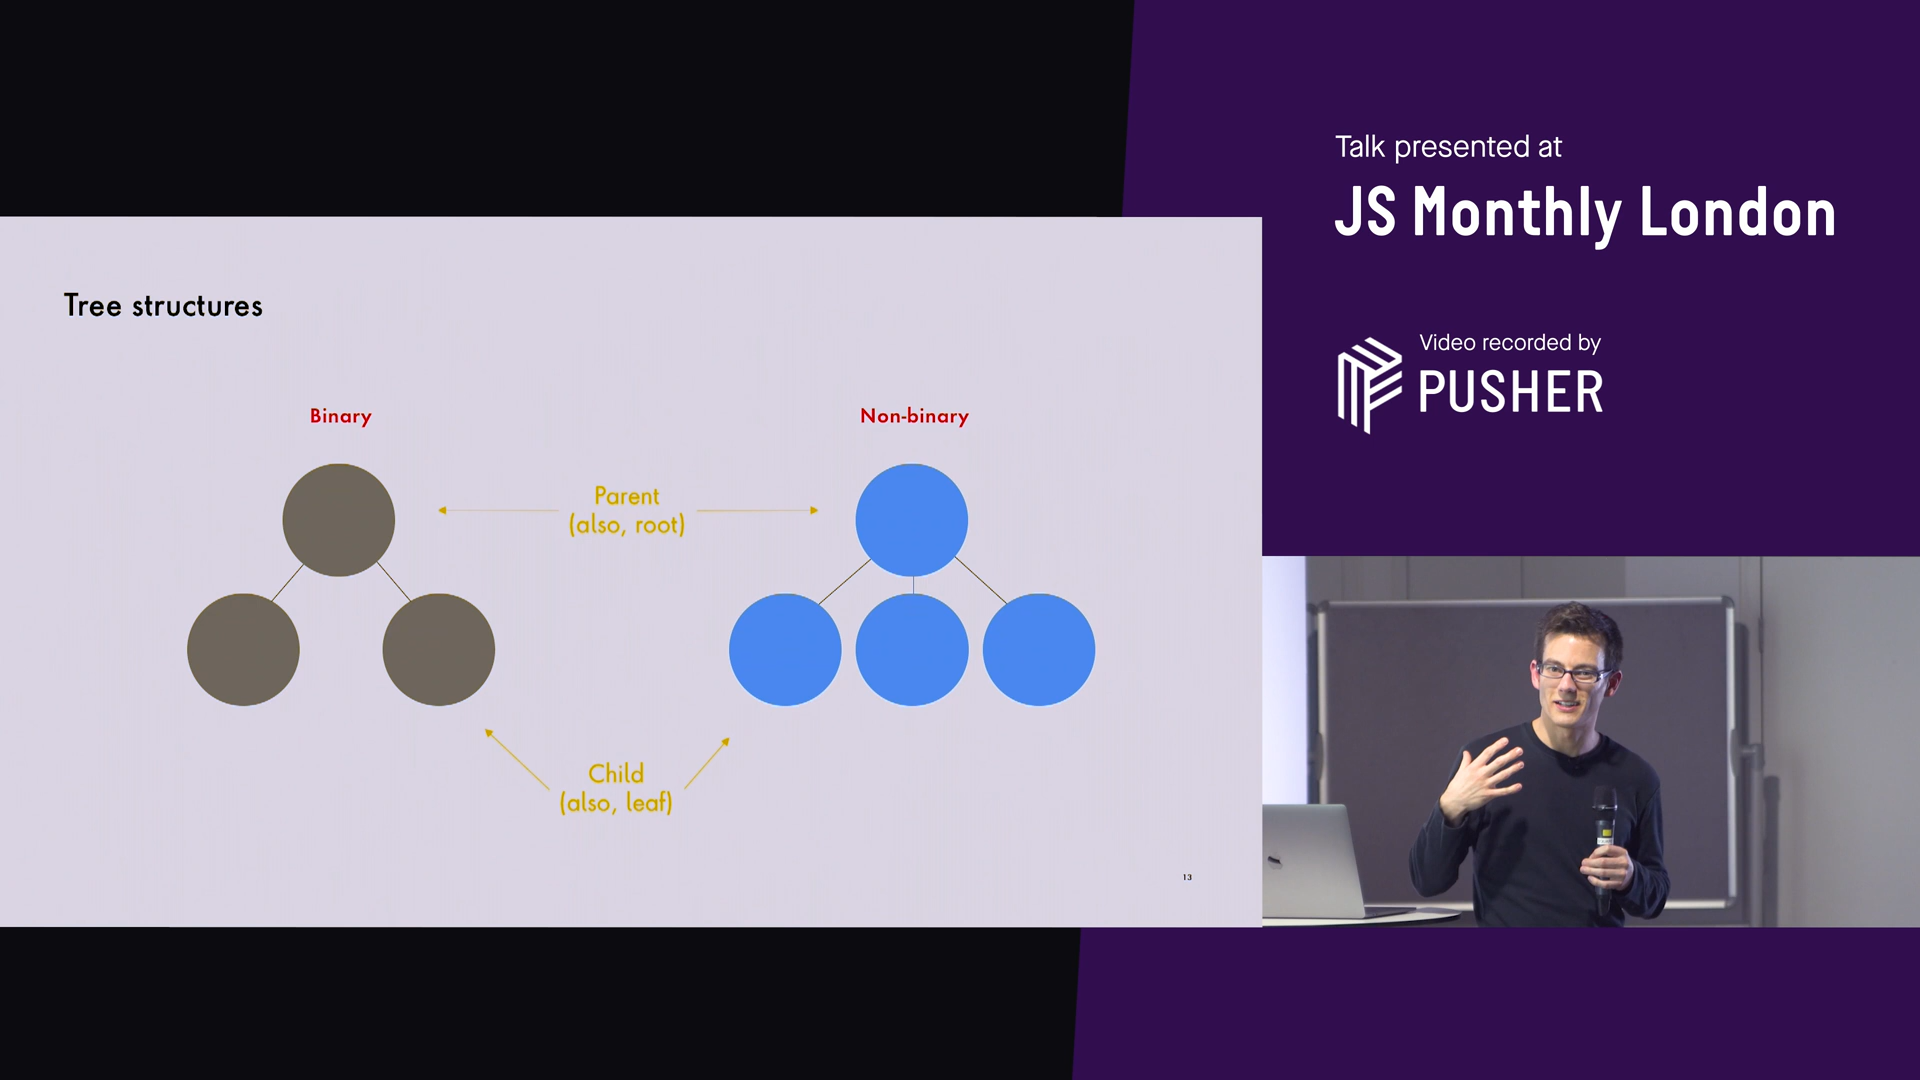 Talk presented at
JS Monthly London
Video recorded by
PUSHER
Tree structures
Binary
Non-binary
Parent
(also, root)
Child
(also, leaf)
13